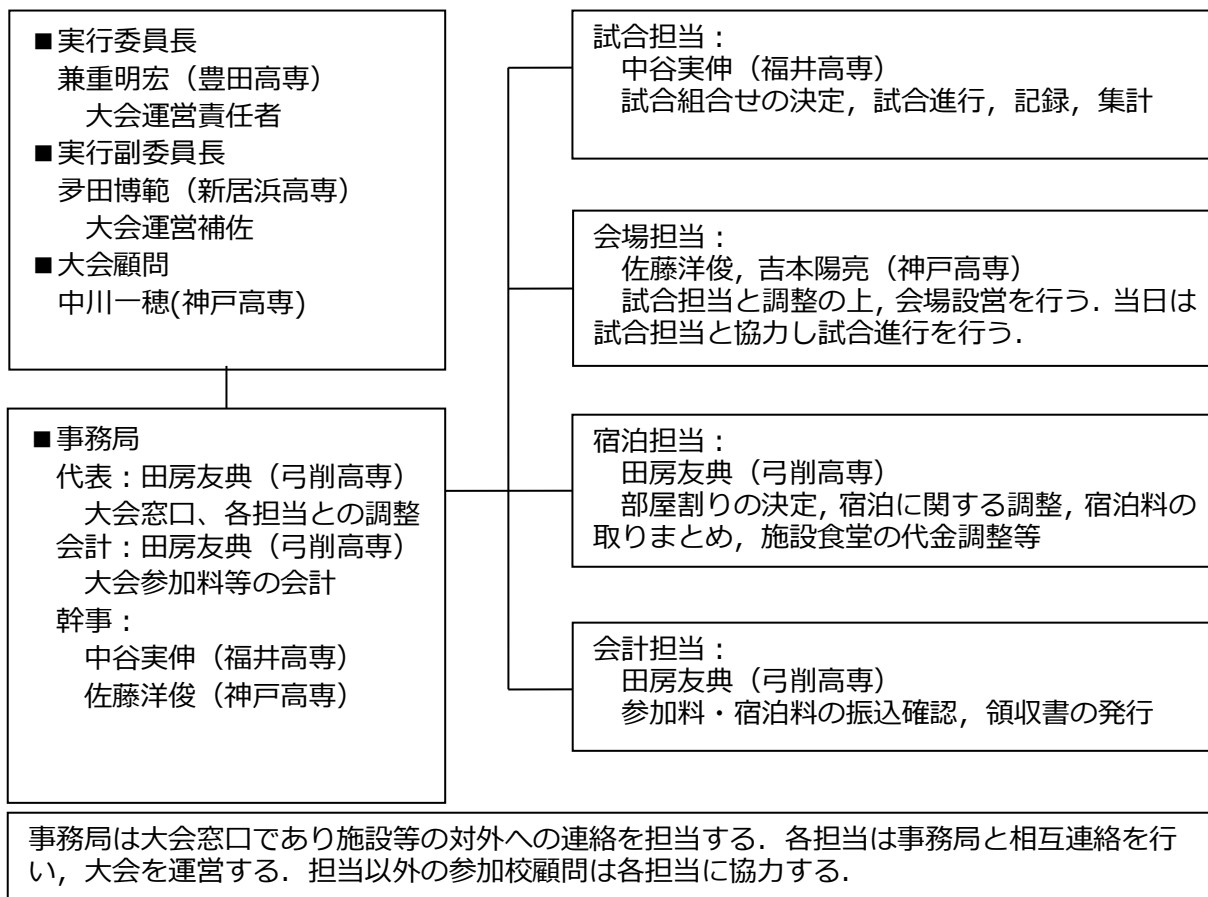 ■実行委員長
兼重明宏（豊田高専）
大会運営責任者
■実行副委員長
夛田博範（新居浜高専）
大会運営補佐
■大会顧問
中川一穂(神戸高専)
■事務局
代表：田房友典（弓削高専）
大会窓口、各担当との調整
会計：田房友典（弓削高専）
大会参加料等の会計
幹事：
中谷実伸（福井高専）
佐藤洋俊（神戸高専）
試合担当：
中谷実伸（福井高専）
試合組合せの決定，試合進行，記録，集計
会場担当：
佐藤洋俊，吉本陽亮（神戸高専）
試合担当と調整の上，会場設営を行う．当日は
試合担当と協力し試合進行を行う．
宿泊担当：
田房友典（弓削高専）
部屋割りの決定，宿泊に関する調整，宿泊料の
取りまとめ，施設食堂の代金調整等
会計担当：
田房友典（弓削高専）
参加料・宿泊料の振込確認，領収書の発行
事務局は大会窓口であり施設等の対外への連絡を担当する．各担当は事務局と相互連絡を行
い，大会を運営する．担当以外の参加校顧問は各担当に協力する．